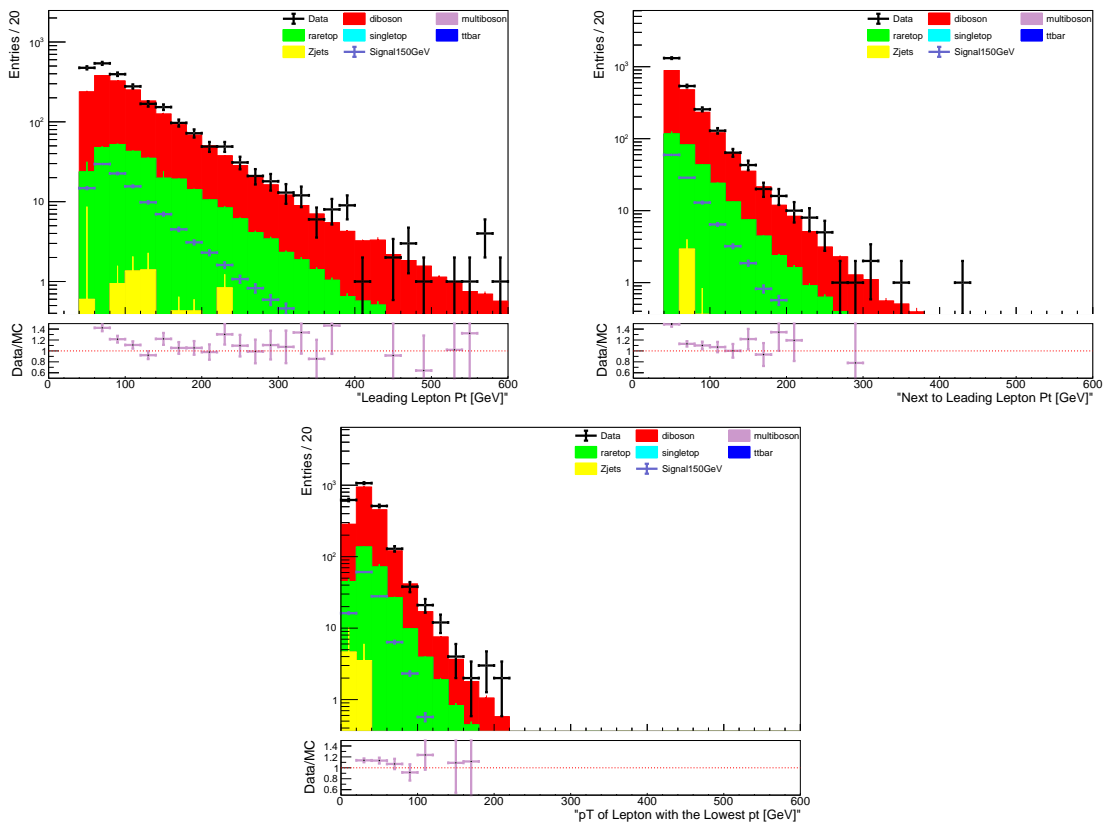 Entries / 20
Data diboson multiboson
raretop singletop ttbar
Zjets Signal150GeV
10³
10²
10
1
Data/MC
1.4
1.2
1
0.8
0.6
0 100 200 300 400 500 600
"Leading Lepton Pt [GeV]"
Entries / 20
Data diboson multiboson
raretop singletop ttbar
Zjets Signal150GeV
10³
10²
10
1
Data/MC
1.4
1.2
1
0.8
0.6
0 100 200 300 400 500 600
"Next to Leading Lepton Pt [GeV]"
Entries / 20
Data diboson multiboson
raretop singletop ttbar
Zjets Signal150GeV
10³
10²
10
1
Data/MC
1.4
1.2
1
0.8
0.6
0 100 200 300 400 500 600
"pT of Lepton with the Lowest pt [GeV]"